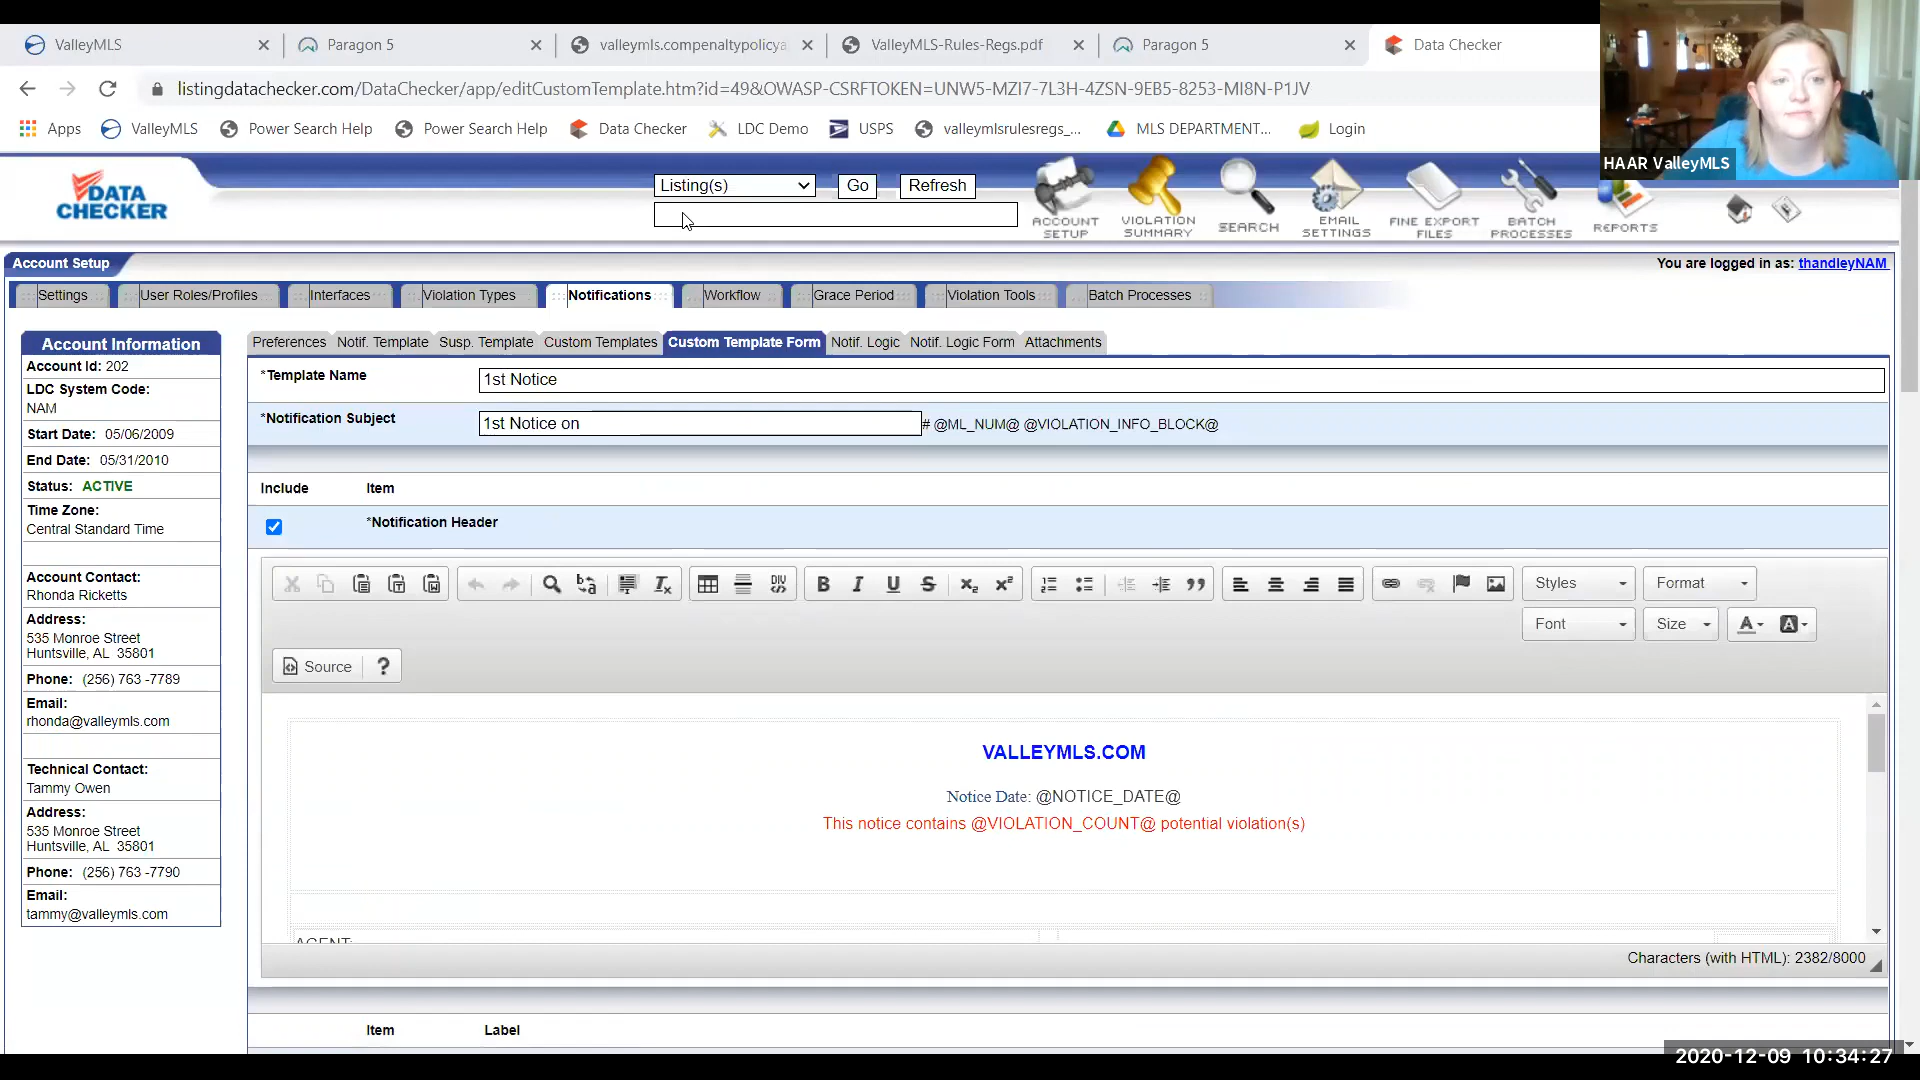 ValleyMLS
Paragon 5
valleymls.compenaltypolicya
ValleyMLS-Rules-Regs.pdf
Paragon 5
Data Checker
listingdatachecker.com/DataChecker/app/editCustomTemplate.htm?id=49&OWASP-CSRFTOKEN=UNW5-MZI7-7L3H-4ZSN-9EB5-8253-MI8N-P1JV
Apps
ValleyMLS
Power Search Help
Power Search Help
Data Checker
LDC Demo
USPS
valleymlsrulesregs_...
MLS DEPARTMENT...
Login
HAAR ValleyMLS
DATA
CHECKER
Listing(s)
Go
Refresh
ACCOUNT
SETUP
VIOLATION
SUMMARY
SEARCH
EMAIL
SETTINGS
FINE EXPORT
FILES
BATCH
PROCESSES
REPORTS
Account Setup
You are logged in as: thandleyNAM
Settings
User Roles/Profiles
Interfaces
Violation Types
Notifications
Workflow
Grace Period
Violation Tools
Batch Processes
Account Information
Account Id: 202
LDC System Code:
NAM
Start Date: 05/06/2009
End Date: 05/31/2010
Status: ACTIVE
Time Zone:
Central Standard Time
Account Contact:
Rhonda Ricketts
Address:
535 Monroe Street
Huntsville, AL 35801
Phone: (256) 763 -7789
Email:
rhonda@valleymls.com
Technical Contact:
Tammy Owen
Address:
535 Monroe Street
Huntsville, AL 35801
Phone: (256) 763 -7790
Email:
tammy@valleymls.com
Preferences
Notif. Template
Susp. Template
Custom Templates
Custom Template Form
Notif. Logic
Notif. Logic Form
Attachments
*Template Name
1st Notice
*Notification Subject
1st Notice on
# @ML_NUM@ @VIOLATION_INFO_BLOCK@
Include
Item
*Notification Header
Styles
Format
Font
Size
Source
VALLEYMLS.COM
Notice Date: @NOTICE_DATE@
This notice contains @VIOLATION_COUNT@ potential violation(s)
AGENT:
Characters (with HTML): 2382/8000
Item
Label
2020-12-09 10:34:27